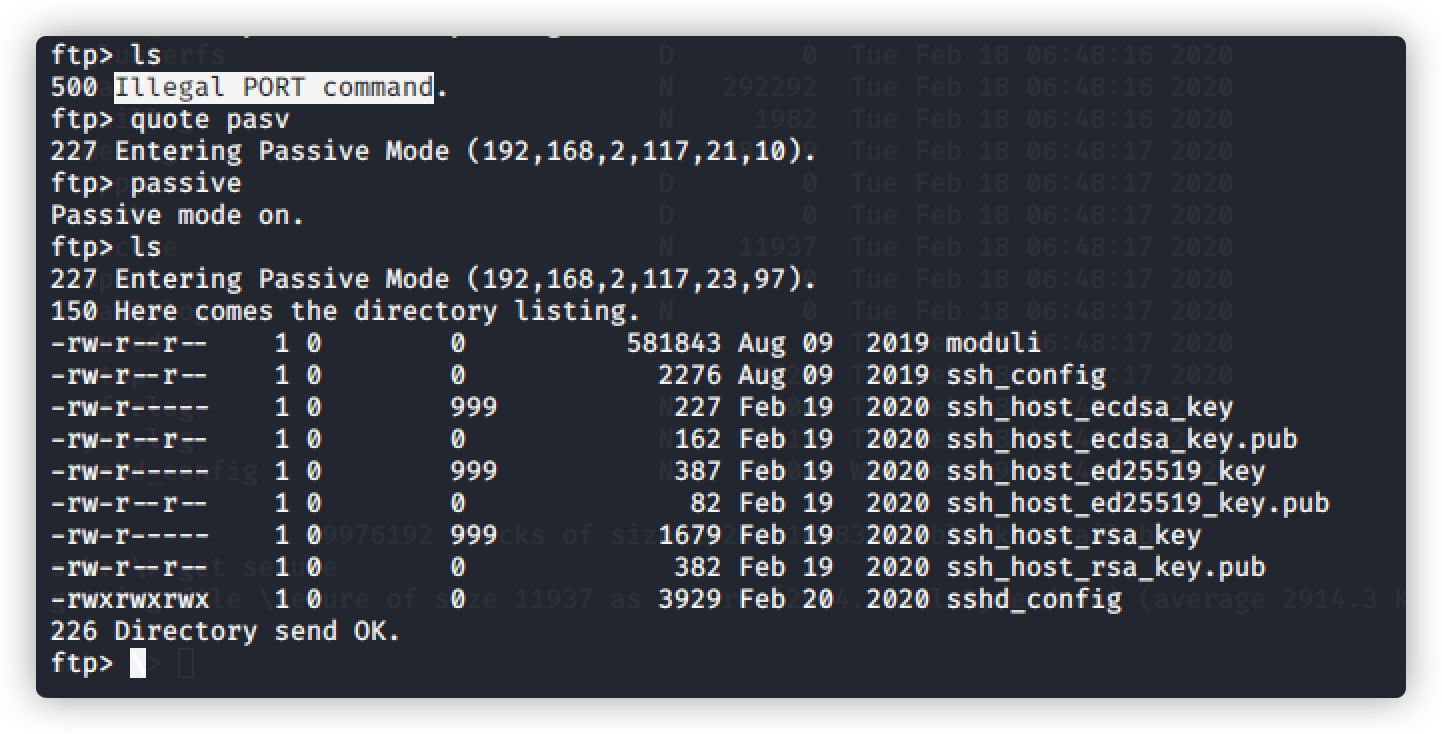 ftp> ls
500 Illegal PORT command.
ftp> quote pasv
227 Entering Passive Mode (192,168,2,117,21,10).
ftp> passive
Passive mode on.
ftp> ls
227 Entering Passive Mode (192,168,2,117,23,97).
150 Here comes the directory listing.
-rw-r--r--    1 0        0          581843 Aug 09  2019 moduli
-rw-r--r--    1 0        0            2276 Aug 09  2019 ssh_config
-rw-r-----    1 0        999           227 Feb 19  2020 ssh_host_ecdsa_key
-rw-r--r--    1 0        0             162 Feb 19  2020 ssh_host_ecdsa_key.pub
-rw-r-----    1 0        999           387 Feb 19  2020 ssh_host_ed25519_key
-rw-r--r--    1 0        0              82 Feb 19  2020 ssh_host_ed25519_key.pub
-rw-r-----    1 0        999          1679 Feb 19  2020 ssh_host_rsa_key
-rw-r--r--    1 0        0             382 Feb 19  2020 ssh_host_rsa_key.pub
-rwxrwxrwx    1 0        0            3929 Feb 20  2020 sshd_config
226 Directory send OK.
ftp>